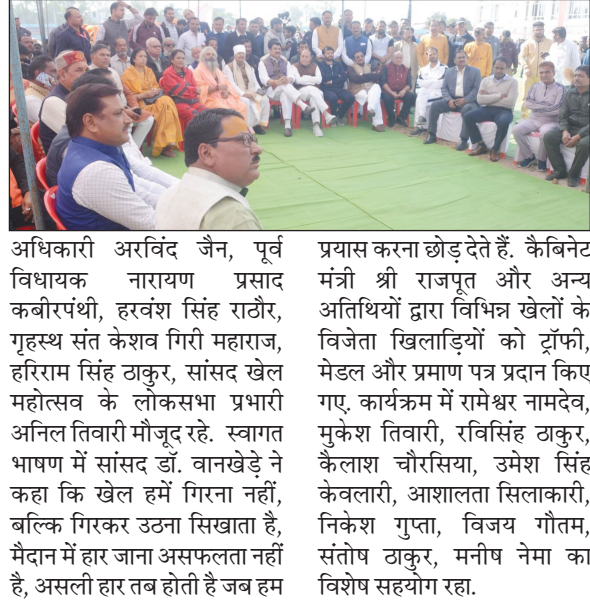 अधिकारी अरविंद जैन, पूर्व
विधायक नारायण प्रसाद
कबीरपंथी, हरवंश सिंह राठौर,
गृहस्थ संत केशव गिरी महाराज,
हरिराम सिंह ठाकुर, सांसद खेल
महोत्सव के लोकसभा प्रभारी
अनिल तिवारी मौजूद रहे. स्वागत
भाषण में सांसद डॉ. वानखेड़े ने
कहा कि खेल हमें गिरना नहीं,
बल्कि गिरकर उठना सिखाता है,
मैदान में हार जाना असफलता नहीं
है, असली हार तब होती है जब हम
प्रयास करना छोड़ देते हैं. कैबिनेट
मंत्री श्री राजपूत और अन्य
अतिथियों द्वारा विभिन्न खेलों के
विजेता खिलाड़ियों को ट्रॉफी,
मेडल और प्रमाण पत्र प्रदान किए
गए. कार्यक्रम में रामेश्वर नामदेव,
मुकेश तिवारी, रविसिंह ठाकुर,
कैलाश चौरसिया, उमेश सिंह
केवलारी, आशालता सिलाकारी,
निकेश गुप्ता, विजय गौतम,
संतोष ठाकुर, मनीष नेमा का
विशेष सहयोग रहा.